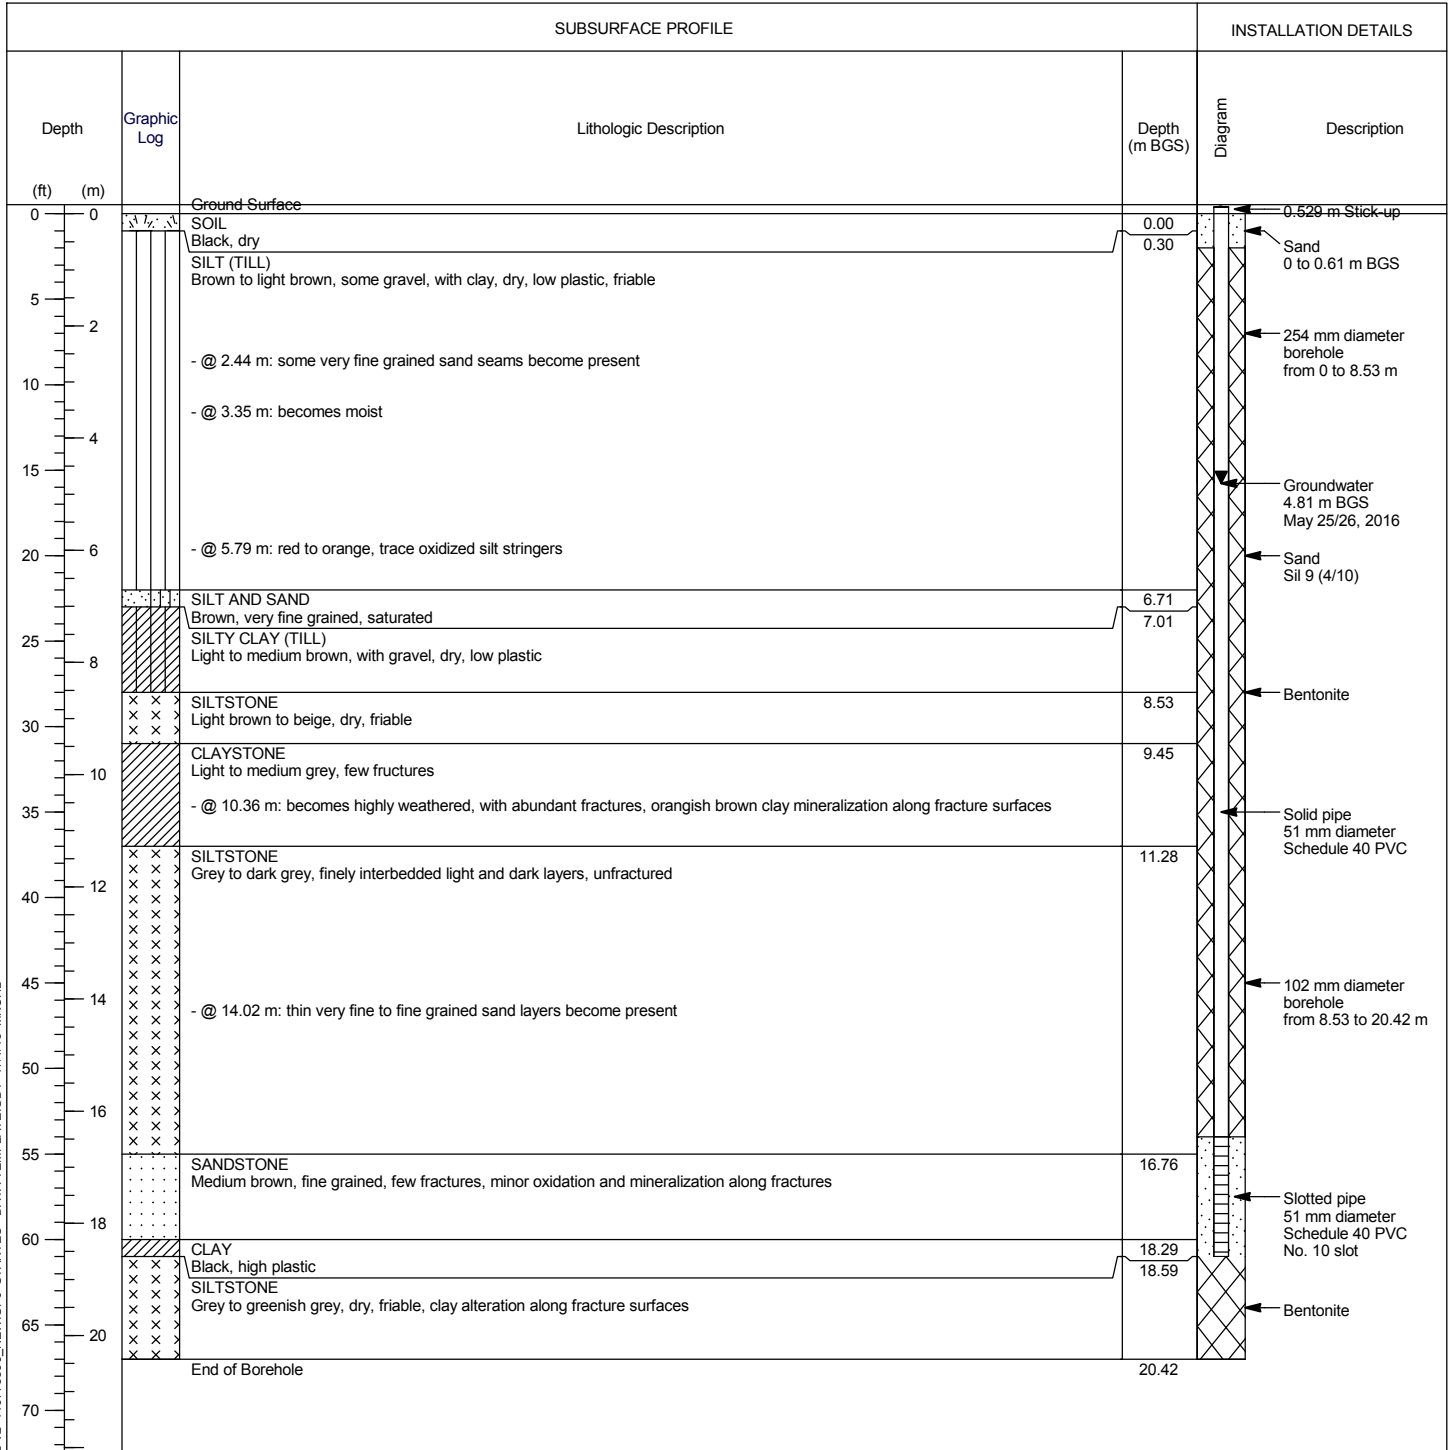 SUBSURFACE PROFILE
INSTALLATION DETAILS
Depth
Graphic
Log
Lithologic Description
Depth
(m BGS)
Diagram
Description
(ft)
(m)
Ground Surface
0
0
SOIL
Black, dry
0.00
0.30
0.529 m Stick-up
Sand
0 to 0.61 m BGS
SILT (TILL)
Brown to light brown, some gravel, with clay, dry, low plastic, friable
5
2
254 mm diameter
borehole
from 0 to 8.53 m
- @ 2.44 m: some very fine grained sand seams become present
10
- @ 3.35 m: becomes moist
4
15
Groundwater
4.81 m BGS
May 25/26, 2016
- @ 5.79 m: red to orange, trace oxidized silt stringers
20
6
Sand
Sil 9 (4/10)
SILT AND SAND
Brown, very fine grained, saturated
6.71
7.01
SILTY CLAY (TILL)
Light to medium brown, with gravel, dry, low plastic
25
8
SILTSTONE
Light brown to beige, dry, friable
8.53
Bentonite
30
CLAYSTONE
Light to medium grey, few fructures
9.45
10
- @ 10.36 m: becomes highly weathered, with abundant fractures, orangish brown clay mineralization along fracture surfaces
35
Solid pipe
51 mm diameter
Schedule 40 PVC
SILTSTONE
Grey to dark grey, finely interbedded light and dark layers, unfractured
11.28
12
40
45
14
- @ 14.02 m: thin very fine to fine grained sand layers become present
102 mm diameter
borehole
from 8.53 to 20.42 m
50
16
55
SANDSTONE
Medium brown, fine grained, few fractures, minor oxidation and mineralization along fractures
16.76
18
Slotted pipe
51 mm diameter
Schedule 40 PVC
No. 10 slot
60
CLAY
Black, high plastic
18.29
18.59
SILTSTONE
Grey to greenish grey, dry, friable, clay alteration along fracture surfaces
Bentonite
65
20
End of Borehole
20.42
70